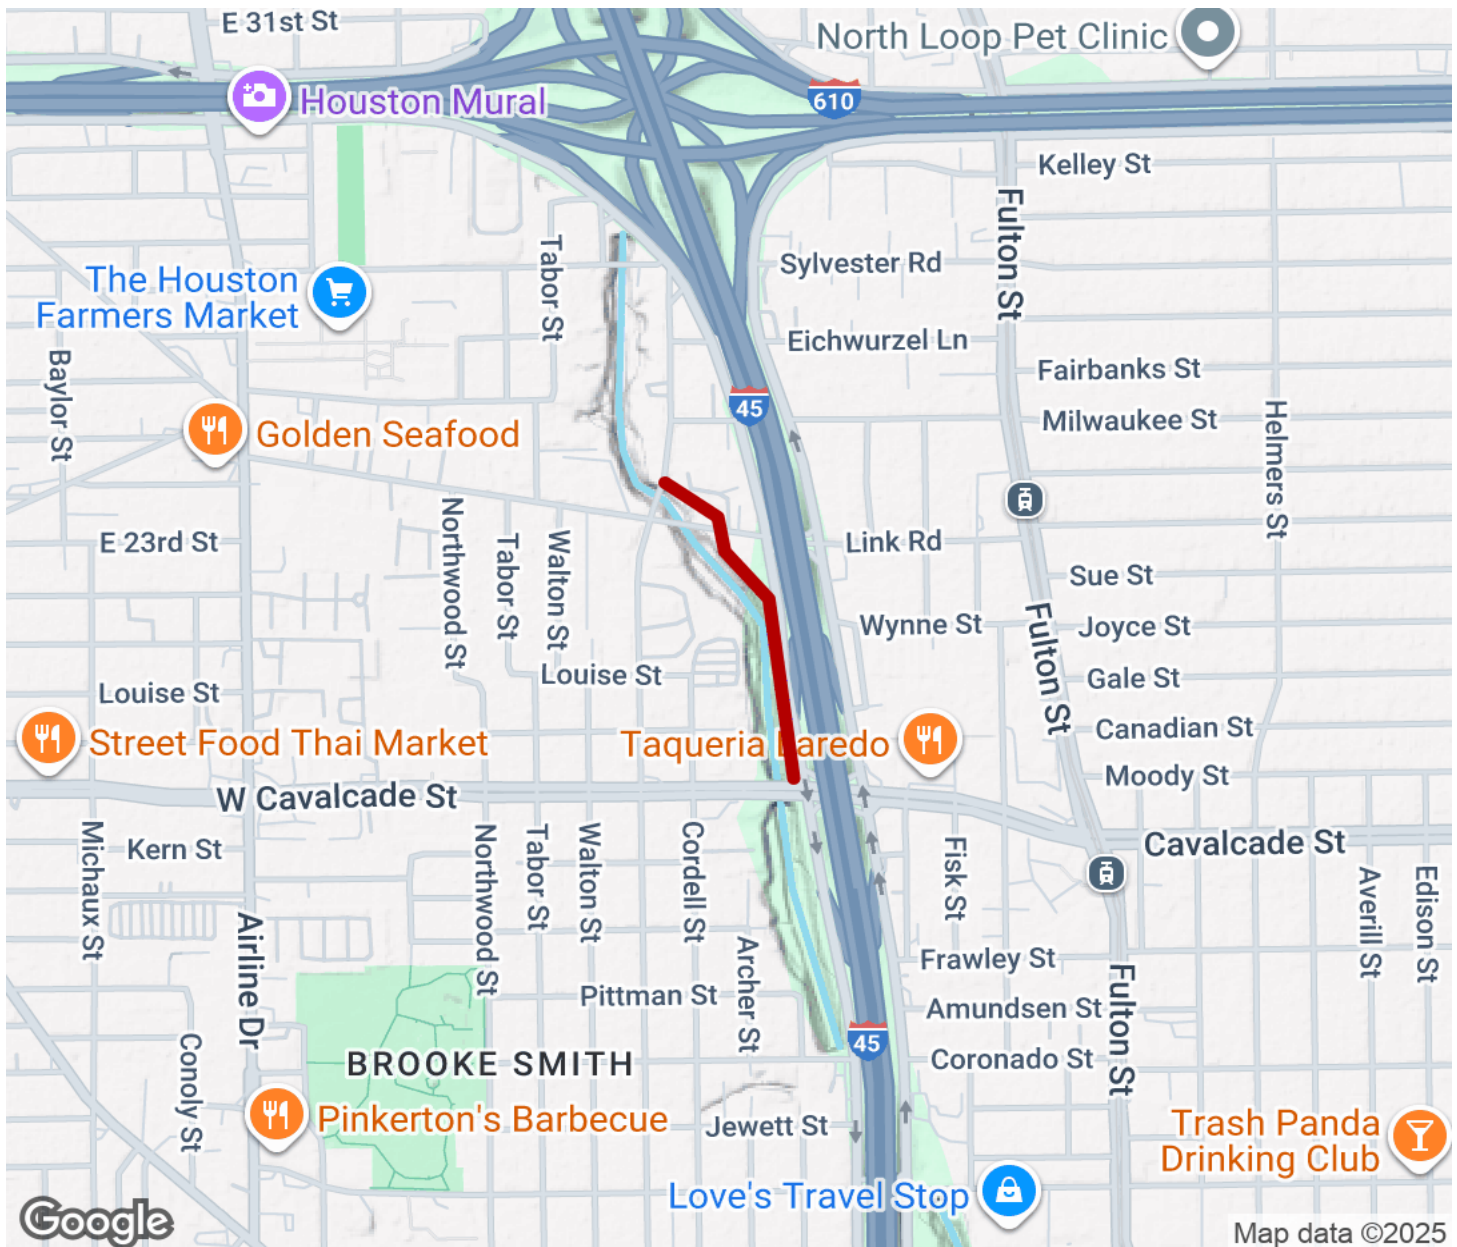 E 31st St
North Loop Pet Clinic
Houston Mural
610
Kelley St
Fulton St
Tabor St
Sylvester Rd
The Houston
Farmers Market
Eichwurzel Ln
Baylor St
Fairbanks St
45
Milwaukee St
Helmers St
Golden Seafood
Northwood St
E 23rd St
Tabor St
Walton St
Link Rd
Sue St
Fulton St
Wynne St
Joyce St
Louise St
Gale St
Louise St
Canadian St
Street Food Thai Market
Taqueria Laredo
Moody St
W Cavalcade St
Michaux St
Kern St
Northwood St
Tabor St
Walton St
Cordell St
Fisk St
Cavalcade St
Averill St
Edison St
Airline Dr
Archer St
Frawley St
Fulton St
Pittman St
Amundsen St
Conoly St
BROOKE SMITH
45
Coronado St
Pinkerton's Barbecue
Jewett St
Trash Panda
Drinking Club
Love's Travel Stop
Google
Map data ©2025